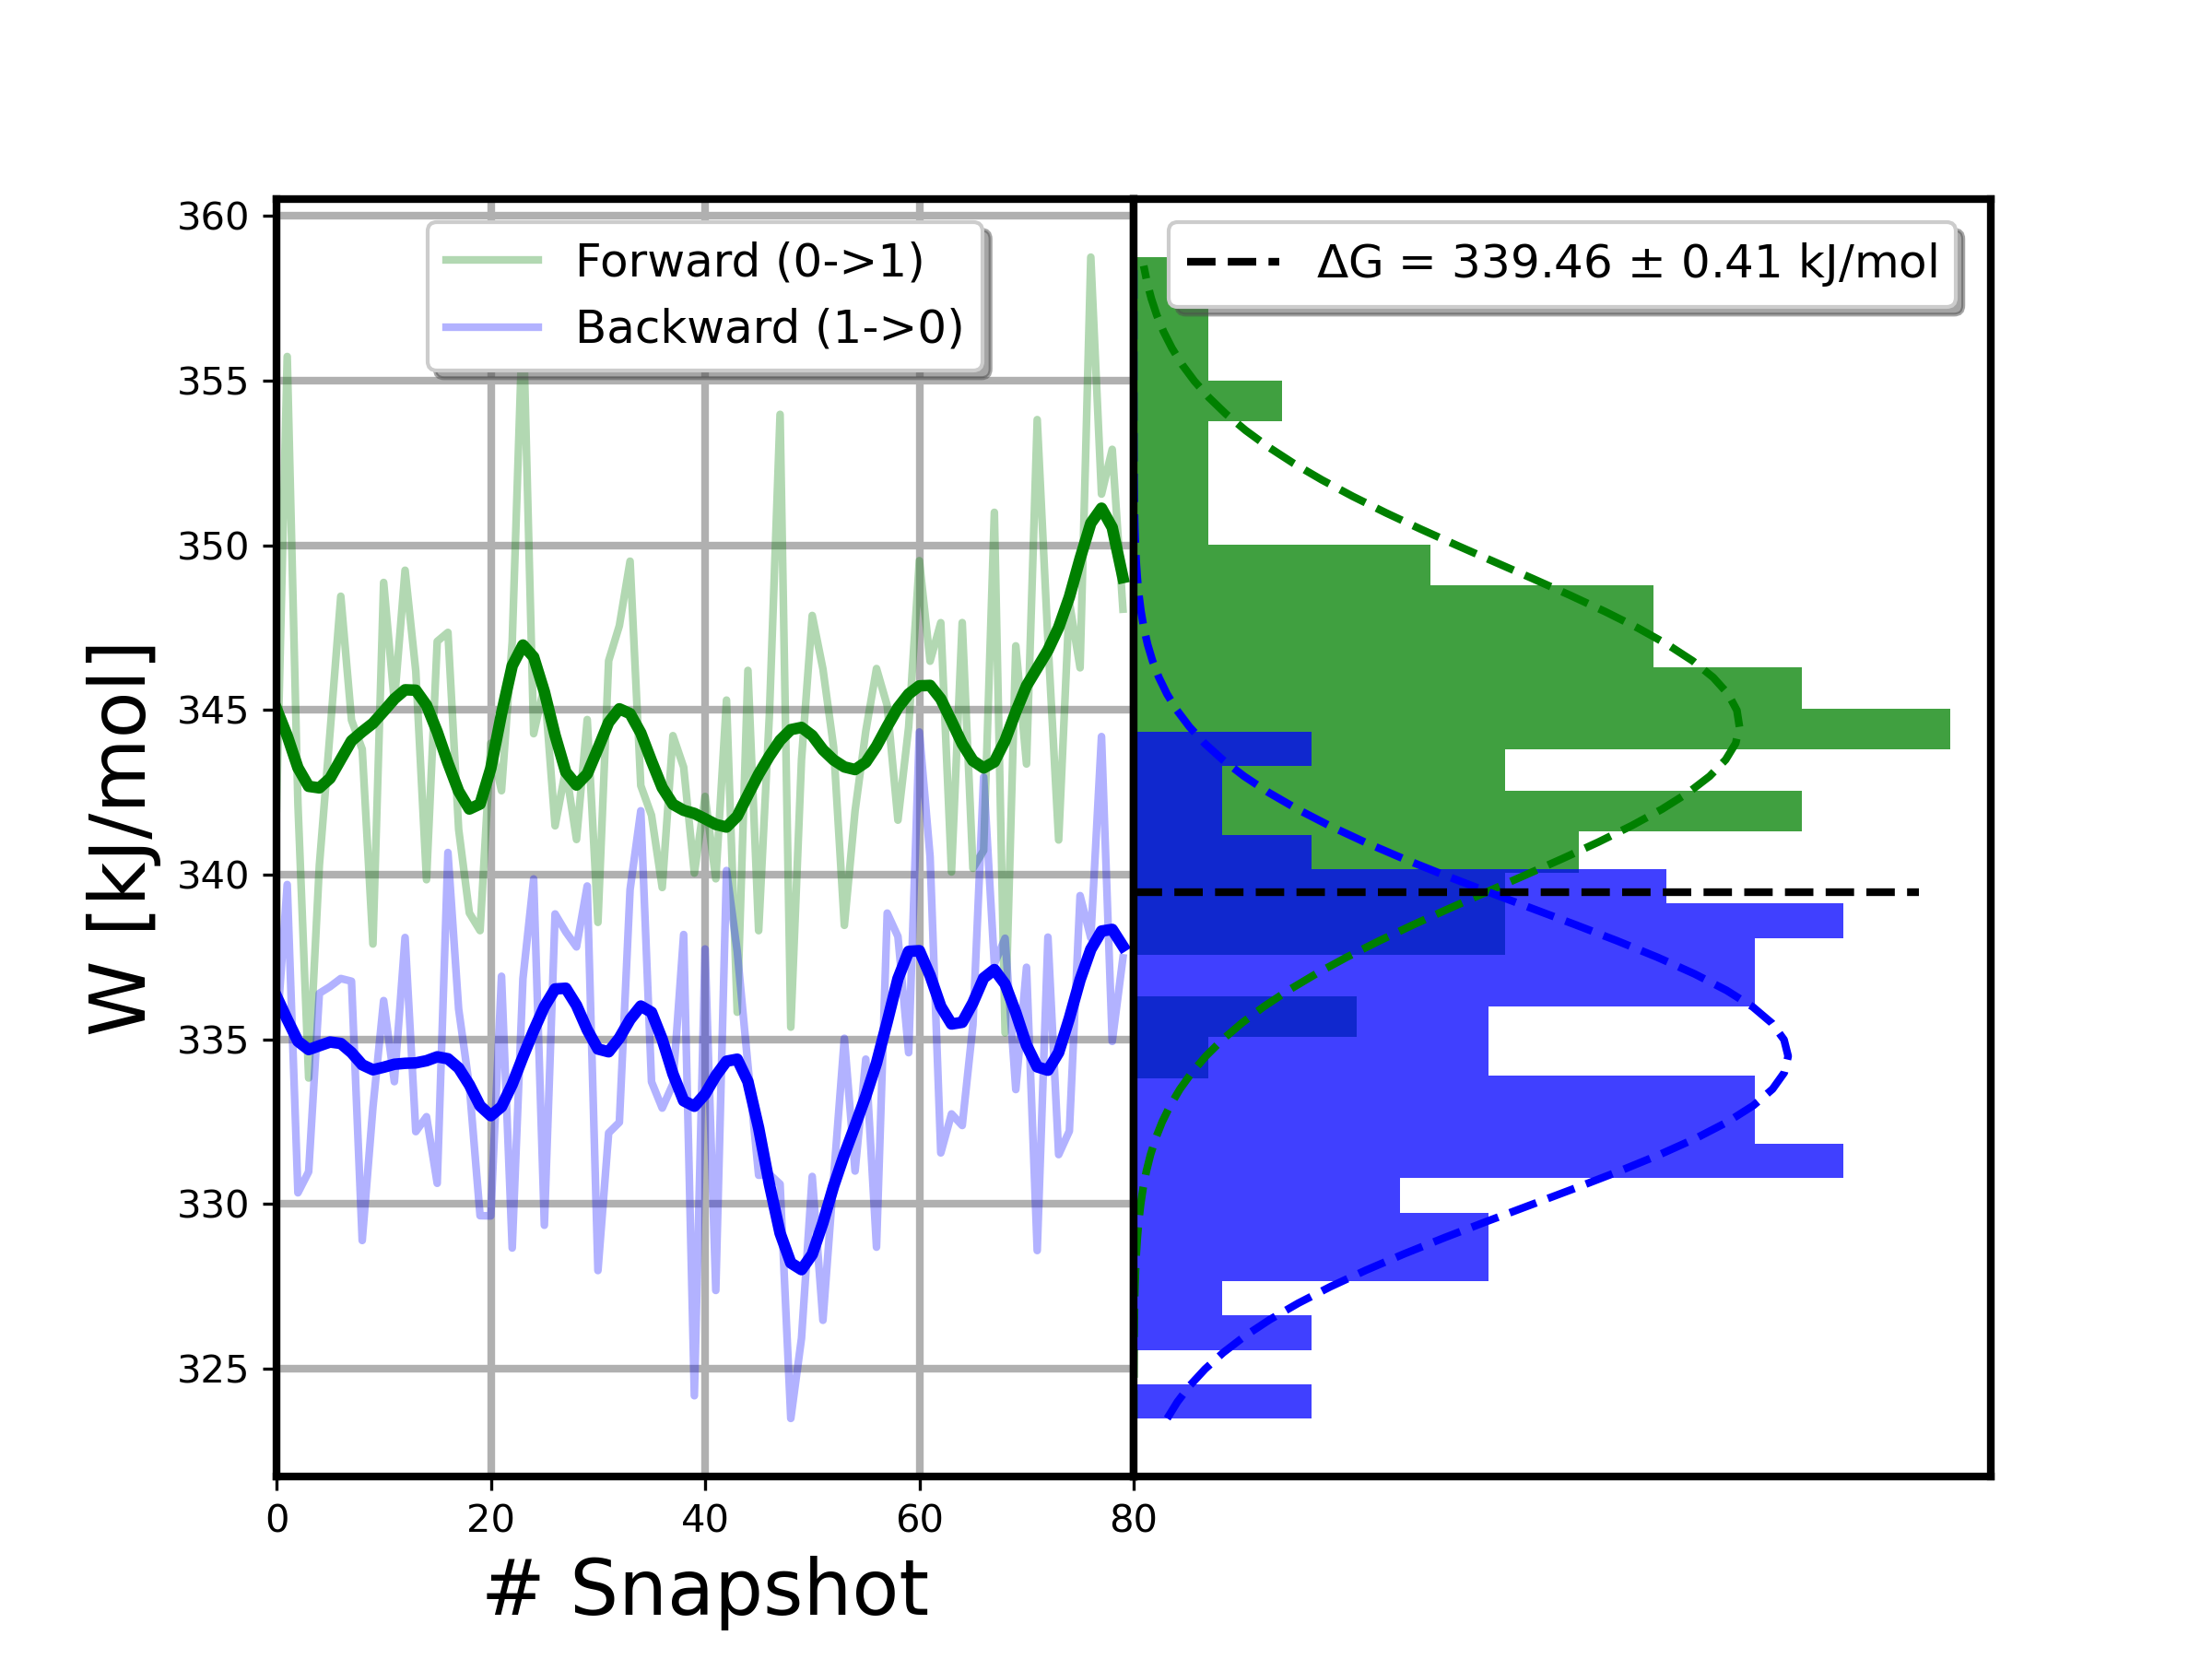 360
355
350
345
340
335
330
325
W [kJ/mol]
Forward (0->1)
Backward (1->0)
ΔG = 339.46 ± 0.41 kJ/mol
0 20 40 60 80
# Snapshot